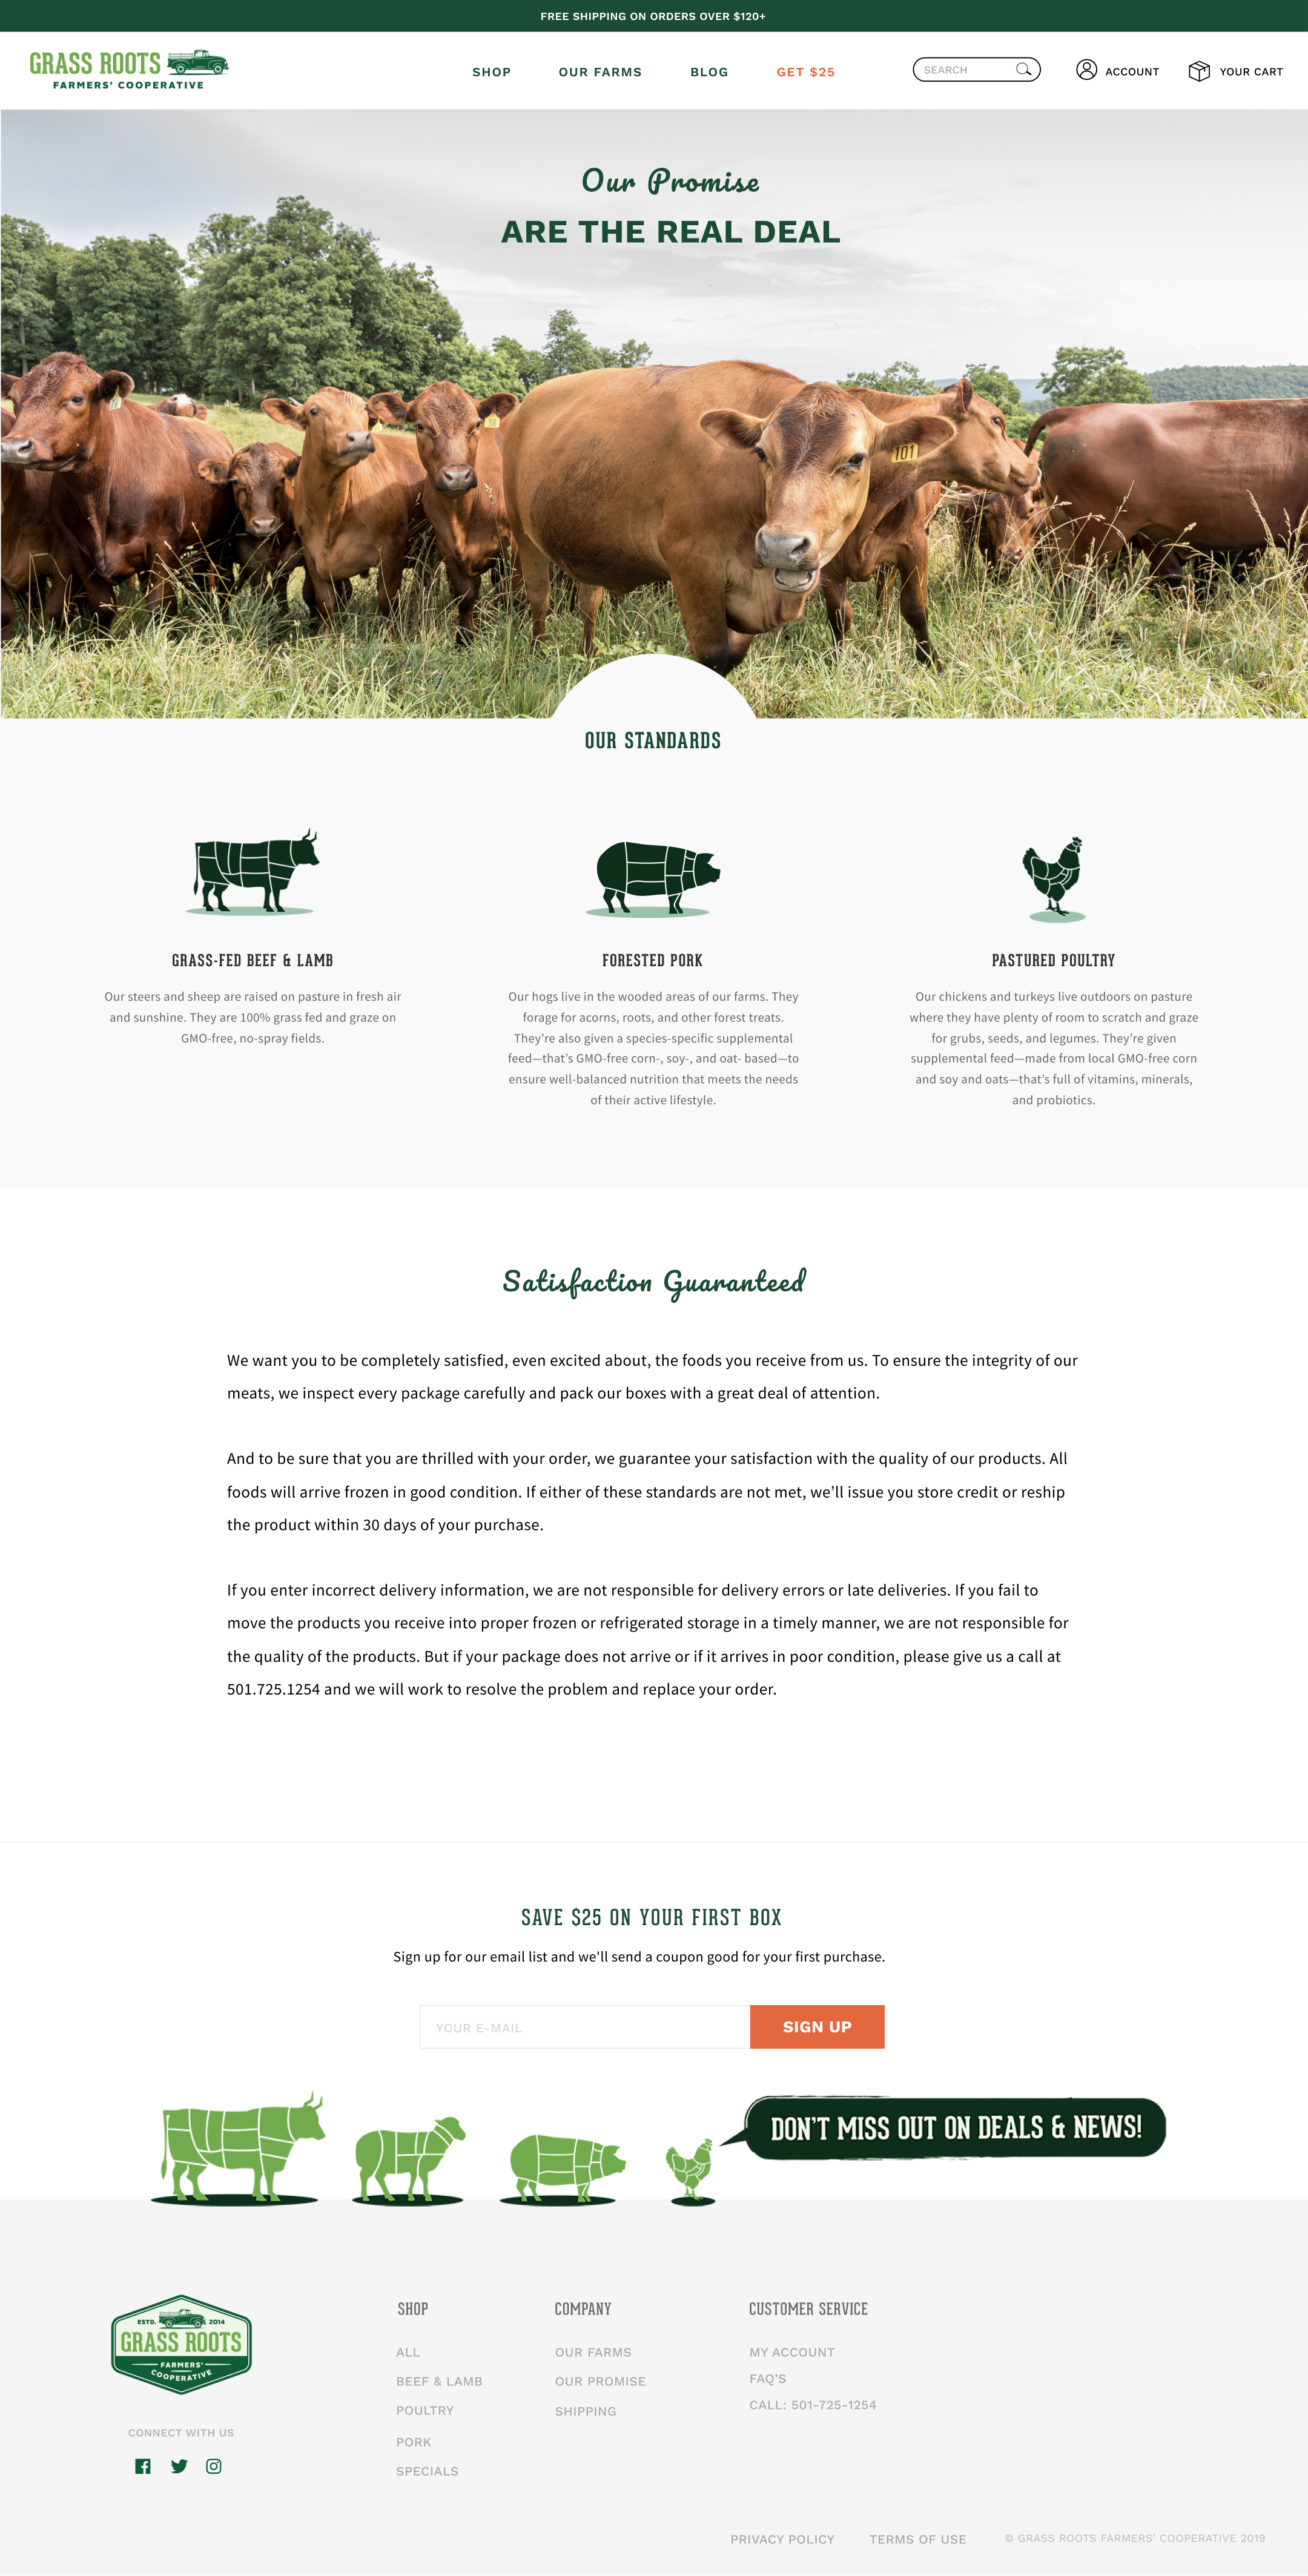 FREE SHIPPING ON ORDERS OVER $120+
GRASS ROOTS
FARMERS' COOPERATIVE
SHOP
OUR FARMS
BLOG
GET $25
SEARCH
ACCOUNT
YOUR CART
Our Promise
ARE THE REAL DEAL
38
101
OUR STANDARDS
GRASS-FED BEEF & LAMB
Our steers and sheep are raised on pasture in fresh air
and sunshine. They are 100% grass fed and graze on
GMO-free, no-spray fields.
FORESTED PORK
Our hogs live in the wooded areas of our farms. They
forage for acorns, roots, and other forest treats.
They’re also given a species-specific supplemental
feed—that’s GMO-free corn-, soy-, and oat- based—to
ensure well-balanced nutrition that meets the needs
of their active lifestyle.
PASTURED POULTRY
Our chickens and turkeys live outdoors on pasture
where they have plenty of room to scratch and graze
for grubs, seeds, and legumes. They’re given
supplemental feed—made from local GMO-free corn
and soy and oats—that’s full of vitamins, minerals,
and probiotics.
Satisfaction Guaranteed
We want you to be completely satisfied, even excited about, the foods you receive from us. To ensure the integrity of our
meats, we inspect every package carefully and pack our boxes with a great deal of attention.
And to be sure that you are thrilled with your order, we guarantee your satisfaction with the quality of our products. All
foods will arrive frozen in good condition. If either of these standards are not met, we’ll issue you store credit or reship
the product within 30 days of your purchase.
If you enter incorrect delivery information, we are not responsible for delivery errors or late deliveries. If you fail to
move the products you receive into proper frozen or refrigerated storage in a timely manner, we are not responsible for
the quality of the products. But if your package does not arrive or if it arrives in poor condition, please give us a call at
501.725.1254 and we will work to resolve the problem and replace your order.
SAVE $25 ON YOUR FIRST BOX
Sign up for our email list and we'll send a coupon good for your first purchase.
YOUR E-MAIL
SIGN UP
DON'T MISS OUT ON DEALS & NEWS!
ESTD. 2014
GRASS ROOTS
FARMERS'
COOPERATIVE
CONNECT WITH US
SHOP
ALL
BEEF & LAMB
POULTRY
PORK
SPECIALS
COMPANY
OUR FARMS
OUR PROMISE
SHIPPING
CUSTOMER SERVICE
MY ACCOUNT
FAQ’S
CALL: 501-725-1254
PRIVACY POLICY
TERMS OF USE
© GRASS ROOTS FARMERS’ COOPERATIVE 2019